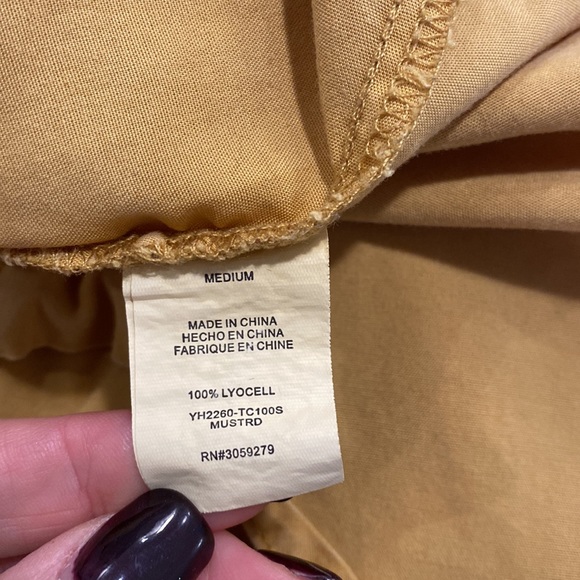 MEDIUM
MADE IN CHINA
HECHO EN CHINA
FABRIQUE EN CHINE
100% LYOCELL
YH2260-TC100S
MUSTRD
RN#3059279